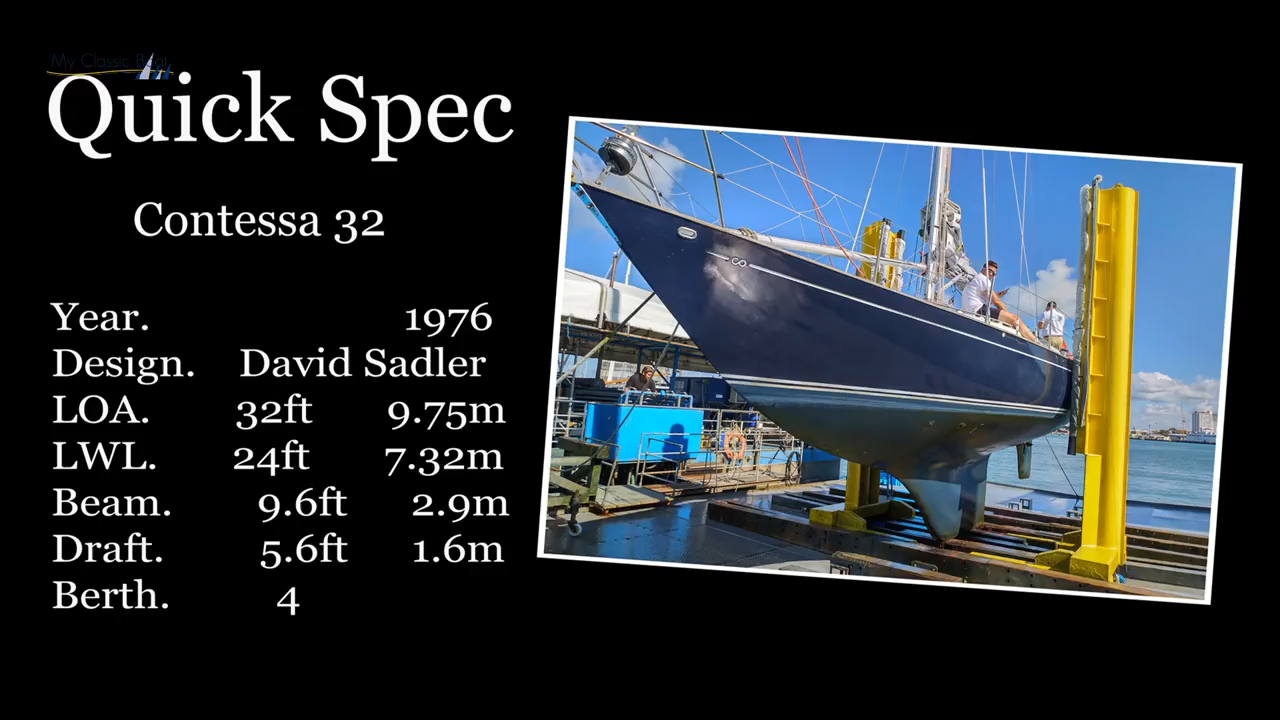 My Classic Boat
Quick Spec
Contessa 32
Year. 1976
Design. David Sadler
LOA. 32ft 9.75m
LWL. 24ft 7.32m
Beam. 9.6ft 2.9m
Draft. 5.6ft 1.6m
Berth. 4